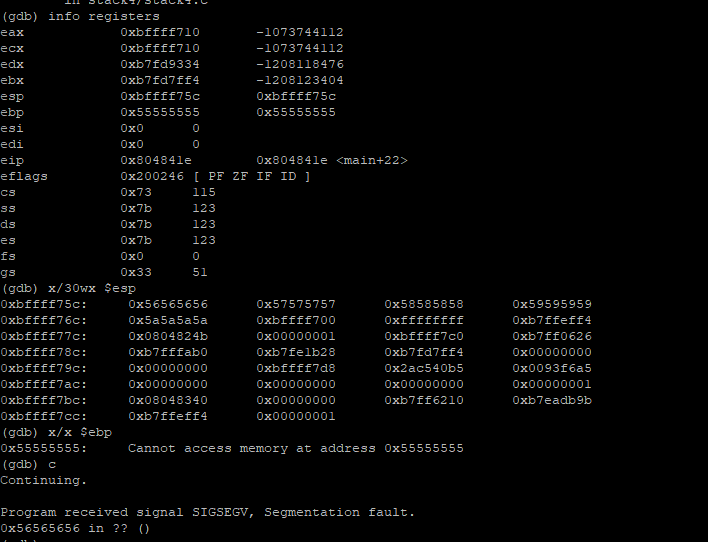 in stack4/stack4.c
(gdb) info registers
eax 0xbffff710 -1073744112
ecx 0xbffff710 -1073744112
edx 0xb7fd9334 -1208118476
ebx 0xb7fd7ff4 -1208123404
esp 0xbffff75c 0xbffff75c
ebp 0x55555555 0x55555555
esi 0x0 0
edi 0x0 0
eip 0x804841e 0x804841e <main+22>
eflags 0x200246 [ PF ZF IF ID ]
cs 0x73 115
ss 0x7b 123
ds 0x7b 123
es 0x7b 123
fs 0x0 0
gs 0x33 51
(gdb) x/30wx $esp
0xbffff75c: 0x56565656 0x57575757 0x58585858 0x59595959
0xbffff76c: 0x5a5a5a5a 0xbffff700 0xffffffff 0xb7ffeff4
0xbffff77c: 0x0804824b 0x00000001 0xbffff7c0 0xb7ff0626
0xbffff78c: 0xb7fffab0 0xb7fe1b28 0xb7fd7ff4 0x00000000
0xbffff79c: 0x00000000 0xbffff7d8 0x2ac540b5 0x0093f6a5
0xbffff7ac: 0x00000000 0x00000000 0x00000000 0x00000001
0xbffff7bc: 0x08048340 0x00000000 0xb7ff6210 0xb7eadb9b
0xbffff7cc: 0xb7ffeff4 0x00000001
(gdb) x/x $ebp
0x55555555: Cannot access memory at address 0x55555555
(gdb) c
Continuing.
Program received signal SIGSEGV, Segmentation fault.
0x56565656 in ?? ()